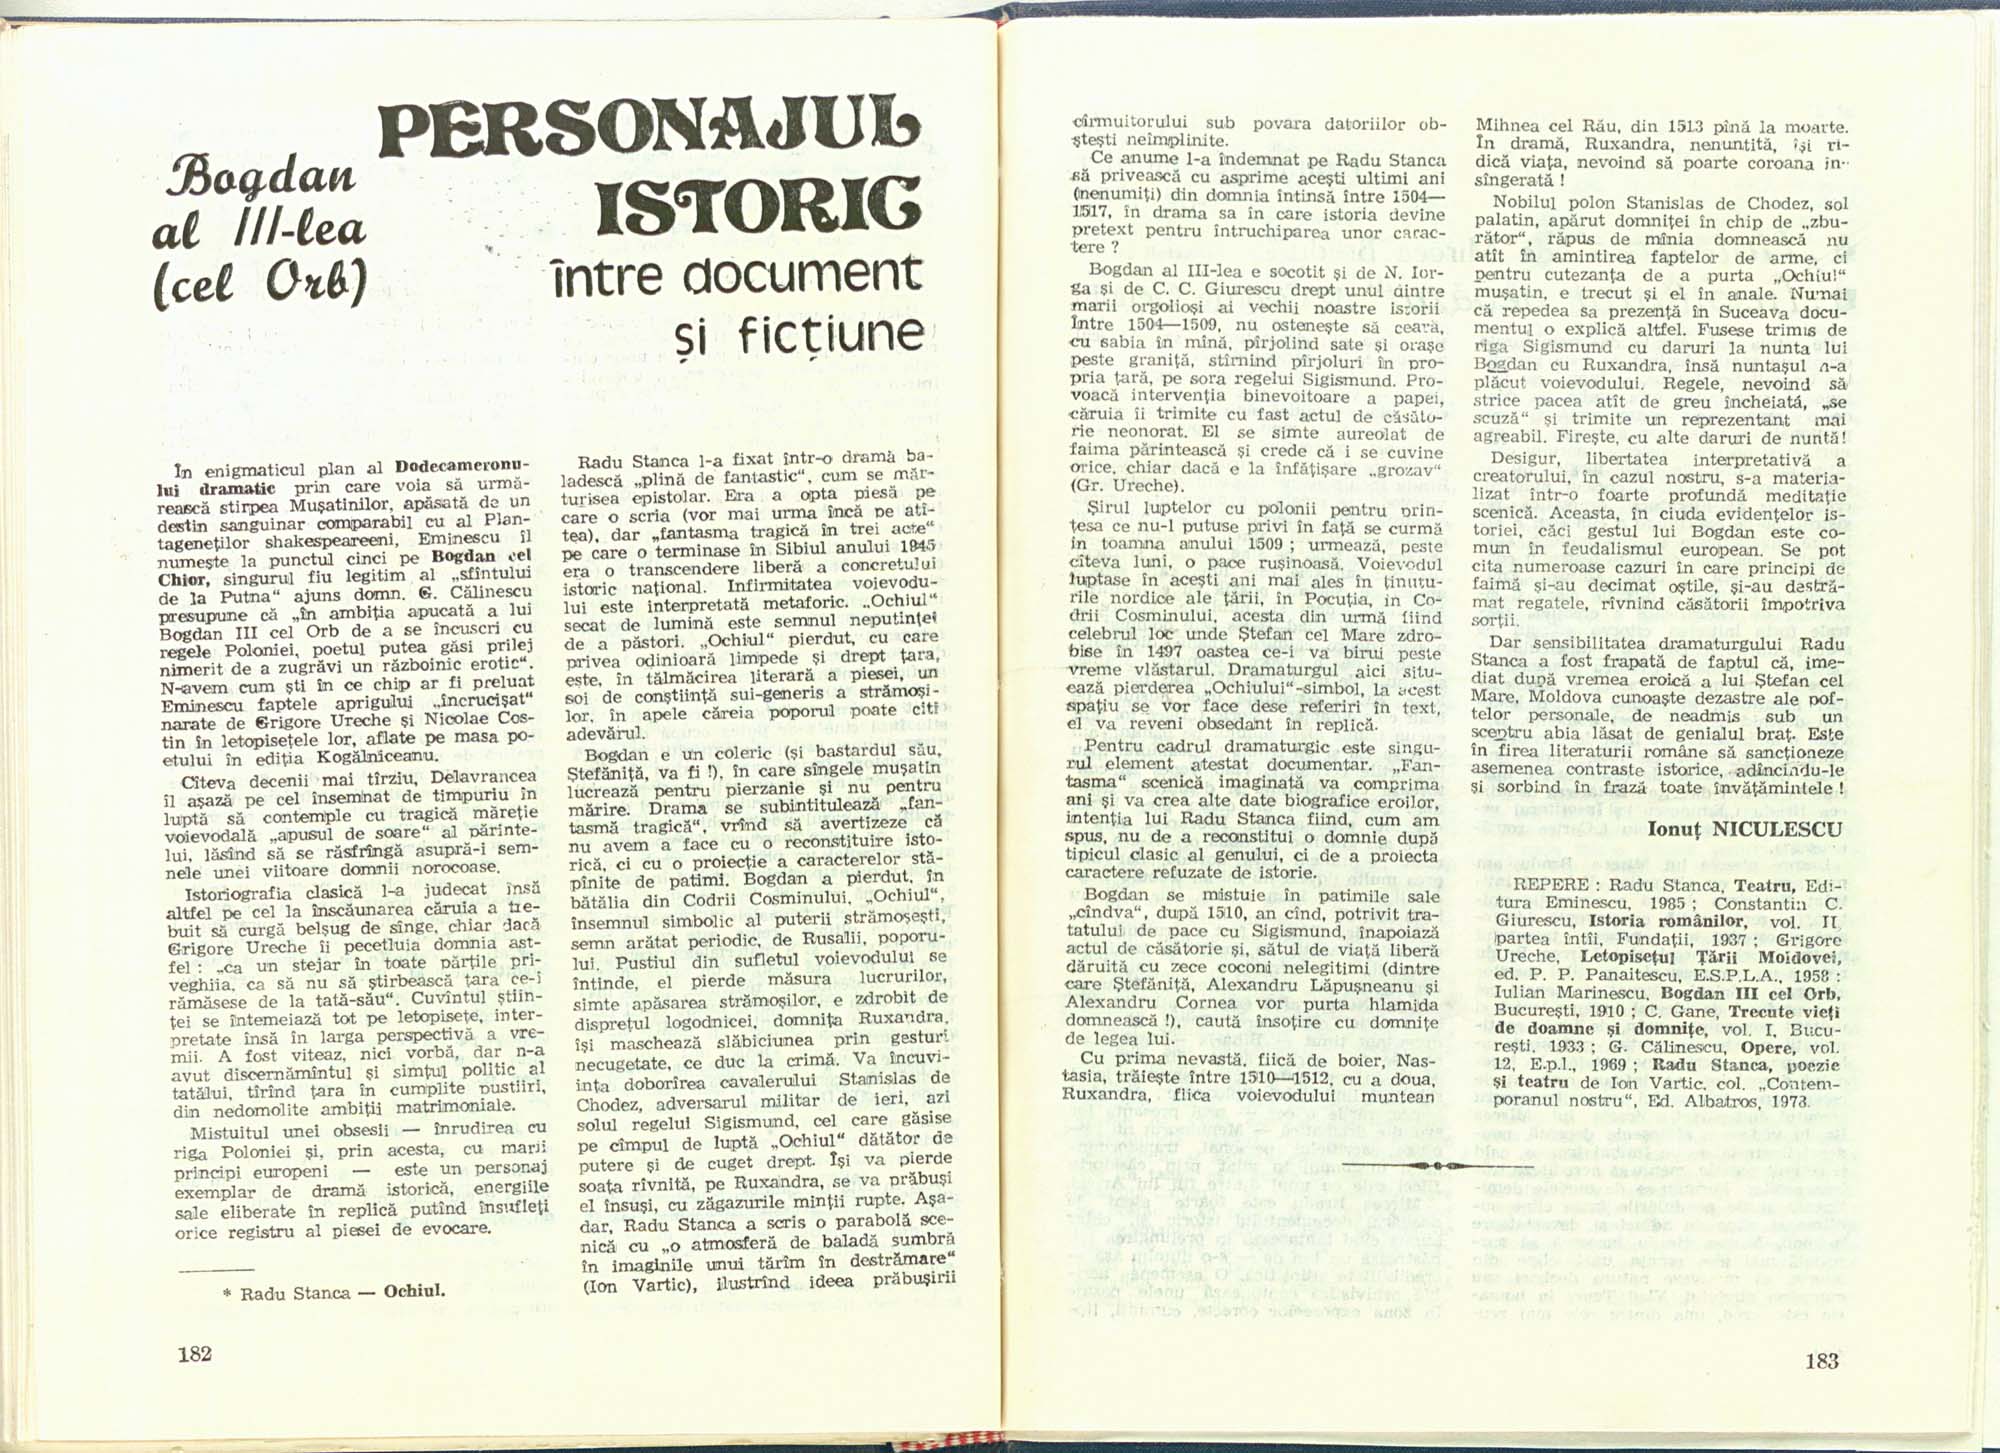 PERSONAJUL
ISTORIC
între document
și ficțiune
Bogdan
al III-lea
(cel Orb)
În enigmaticul plan al Dodecameronu-
lui dramatic prin care voia să urmă-
rească stirpea Mușatinilor, apăsată de un
destin sanguinar comparabil cu al Plan-
tageneților shakespeareeni, Eminescu îl
numește la punctul cinci pe Bogdan cel
Chior, singurul fiu legitim al „sfîntului
de la Putna“ ajuns domn. G. Călinescu
presupune că „în ambiția apucată a lui
Bogdan III cel Orb de a se încuscri cu
regele Poloniei, poetul putea găsi prilej
nimerit de a zugrăvi un războinic erotic“.
N-avem cum ști în ce chip ar fi preluat
Eminescu faptele aprigului „încrucișat“
narate de Grigore Ureche și Nicolae Cos-
tin în letopisețele lor, aflate pe masa po-
etului în ediția Kogălniceanu.
Cîteva decenii mai tîrziu, Delavrancea
îl așază pe cel însemnat de timpuriu în
luptă să contemple cu tragică măreție
voievodală „apusul de soare“ al părinte-
lui, lăsînd să se răsfrîngă asupră-i sem-
nele unei viitoare domnii norocoase.
Istoriografia clasică l-a judecat însă
altfel pe cel la înscăunarea căruia a tre-
buit să curgă belșug de sînge, chiar dacă
Grigore Ureche îi pecetluia domnia ast-
fel : „ca un stejar în toate părțile pri-
veghiia, ca să nu să știrbească țara ce-i
rămăsese de la tată-său“. Cuvîntul știin-
ței se întemeiază tot pe letopisețe, inter-
pretate însă în larga perspectivă a vre-
mii. A fost viteaz, nici vorbă, dar n-a
avut discernămîntul și simțul politic al
tatălui, tîrînd țara în cumplite pustiiri,
din nedomolite ambiții matrimoniale.
Mistuitul unei obsesii — înrudirea cu
riga Poloniei și, prin acesta, cu marii
principi europeni — este un personaj
exemplar de dramă istorică, energiile
sale eliberate în replică putînd însufleți
orice registru al piesei de evocare.
* Radu Stanca — Ochiul.
182
Radu Stanca l-a fixat într-o dramă ba-
ladescă „plină de fantastic“, cum se măr-
turisea epistolar. Era a opta piesă pe
care o scria (vor mai urma încă pe atî-
tea), dar „fantasma tragică în trei acte“
pe care o terminase în Sibiul anului 1945
era o transcendere liberă a concretului
istoric național. Infirmitatea voievodu-
lui este interpretată metaforic. „Ochiul“
secat de lumină este semnul neputinței
de a păstori. „Ochiul“ pierdut, cu care
privea odinioară limpede și drept țara,
este, în tălmăcirea literară a piesei, un
soi de conștiință sui-generis a strămoși-
lor, în apele căreia poporul poate citi
adevărul.
Bogdan e un coleric (și bastardul său,
Ștefăniță, va fi !), în care sîngele mușatin
lucrează pentru pierzanie și nu pentru
mărire. Drama se subintitulează „fan-
tasmă tragică“, vrînd să avertizeze că
nu avem a face cu o reconstituire isto-
rică, ci cu o proiecție a caracterelor stă-
pînite de patimi. Bogdan a pierdut, în
bătălia din Codrii Cosminului, „Ochiul“,
însemnul simbolic al puterii strămoșești,
semn arătat periodic, de Rusalii, poporu-
lui. Pustiul din sufletul voievodului se
întinde, el pierde măsura lucrurilor,
simte apăsarea strămoșilor, e zdrobit de
disprețul logodnicei, domnița Ruxandra,
își maschează slăbiciunea prin gesturi
necugetate, ce duc la crimă. Va încuvi-
ința doborîrea cavalerului Stanislas de
Chodez, adversarul militar de ieri, azi
solul regelui Sigismund, cel care găsise
pe cîmpul de luptă „Ochiul“ dătător de
putere și de cuget drept. Își va pierde
soața rîvnită, pe Ruxandra, se va prăbuși
el însuși, cu zăgazurile minții rupte. Așa-
dar, Radu Stanca a scris o parabolă sce-
nică cu „o atmosferă de baladă sumbră
în imaginile unui tărîm în destrămare“
(Ion Vartic), ilustrînd ideea prăbușirii
cîrmuitorului sub povara datoriilor ob-
ștești neîmplinite.
Ce anume l-a îndemnat pe Radu Stanca
să privească cu asprime acești ultimi ani
(nenumiți) din domnia întinsă între 1504—
1517, în drama sa în care istoria devine
pretext pentru întruchiparea unor carac-
tere ?
Bogdan al III-lea e socotit și de N. Ior-
ga și de C. C. Giurescu drept unul dintre
marii orgolioși ai vechii noastre istorii
Între 1504—1509, nu ostenește să ceară,
cu sabia în mînă, pîrjolind sate și orașe
peste graniță, stîrnind pîrjoluri în pro-
pria țară, pe sora regelui Sigismund. Pro-
voacă intervenția binevoitoare a papei,
căruia îi trimite cu fast actul de căsăto-
rie neonorat. El se simte aureolat de
faima părintească și crede că i se cuvine
orice, chiar dacă e la înfățișare „grozav“
(Gr. Ureche).
Șirul luptelor cu polonii pentru prin-
țesa ce nu-l putuse privi în față se curmă
în toamna anului 1509 ; urmează, peste
cîteva luni, o pace rușinoasă. Voievodul
luptase în acești ani mai ales în ținutu-
rile nordice ale țării, în Pocuția, în Co-
drii Cosminului, acesta din urmă fiind
celebrul loc unde Ștefan cel Mare zdro-
bise în 1497 oastea ce-i va birui peste
vreme vlăstarul. Dramaturgul aici situ-
ează pierderea „Ochiului“-simbol, la acest
spațiu se vor face dese referiri în text,
el va reveni obsedant în replică.
Pentru cadrul dramaturgic este singu-
rul element atestat documentar. „Fan-
tasma“ scenică imaginată va comprima
ani și va crea alte date biografice eroilor,
intenția lui Radu Stanca fiind, cum am
spus, nu de a reconstitui o domnie după
tipicul clasic al genului, ci de a proiecta
caractere refuzate de istorie.
Bogdan se mistuie în patimile sale
„cîndva“, după 1510, an cînd, potrivit tra-
tatului de pace cu Sigismund, înapoiază
actul de căsătorie și, sătul de viață liberă
dăruită cu zece coconi nelegitimi (dintre
care Ștefăniță, Alexandru Lăpușneanu și
Alexandru Cornea vor purta hlamida
domnească !), caută însoțire cu domnițe
de legea lui.
Cu prima nevastă, fiică de boier, Nas-
tasia, trăiește între 1510—1512, cu a doua,
Ruxandra, fiica voievodului muntean
Mihnea cel Rău, din 1513 pînă la moarte.
În dramă, Ruxandra, nenuntită, își ri-
dică viața, nevoind să poarte coroana în-
sîngerată !
Nobilul polon Stanislas de Chodez, sol
palatin, apărut domniței în chip de „zbu-
rător“, răpus de mînia domnească nu
atît în amintirea faptelor de arme, ci
pentru cutezanța de a purta „Ochiul“
mușatin, e trecut și el în anale. Numai
că repedea sa prezență în Suceava docu-
mentul o explică altfel. Fusese trimis de
riga Sigismund cu daruri la nunta lui
Bogdan cu Ruxandra, însă nuntașul n-a
plăcut voievodului. Regele, nevoind să
strice pacea atît de greu încheiată, „se
scuză“ și trimite un reprezentant mai
agreabil. Firește, cu alte daruri de nuntă!
Desigur, libertatea interpretativă a
creatorului, în cazul nostru, s-a materia-
lizat într-o foarte profundă meditație
scenică. Aceasta, în ciuda evidențelor is-
toriei, căci gestul lui Bogdan este co-
mun în feudalismul european. Se pot
cita numeroase cazuri în care principi de
faimă și-au decimat oștile, și-au destră-
mat regatele, rîvnind căsătorii împotriva
sorții.
Dar sensibilitatea dramaturgului Radu
Stanca a fost frapată de faptul că, ime-
diat după vremea eroică a lui Ștefan cel
Mare, Moldova cunoaște dezastre ale pof-
telor personale, de neadmis sub un
sceptru abia lăsat de genialul braț. Este
în firea literaturii române să sancționeze
asemenea contraste istorice, adîncindu-le
și sorbind în frază toate învățămintele !
Ionuț NICULESCU
REPERE : Radu Stanca, Teatru, Edi-
tura Eminescu, 1985 ; Constantin C.
Giurescu, Istoria românilor, vol. II
partea întîi, Fundații, 1937 ; Grigore
Ureche, Letopisețul Țării Moldovei,
ed. P. P. Panaitescu, E.S.P.L.A., 1958 ;
Iulian Marinescu, Bogdan III cel Orb,
București, 1910 ; C. Gane, Trecute vieți
de doamne și domnițe, vol. I, Bucu-
rești, 1933 ; G. Călinescu, Opere, vol.
12, E.p.l., 1969 ; Radu Stanca, poezie
și teatru de Ion Vartic, col. „Contem-
poranul nostru“, Ed. Albatros, 1978.
183